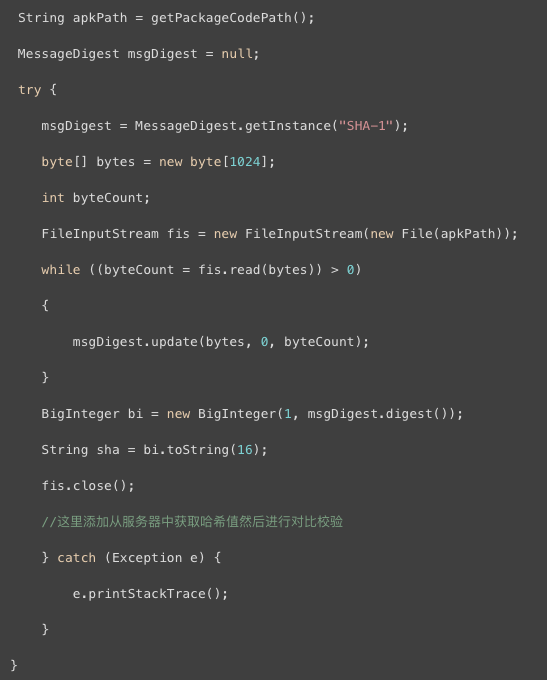 String apkPath = getPackageCodePath();
MessageDigest msgDigest = null;
try {
msgDigest = MessageDigest.getInstance("SHA-1");
byte[] bytes = new byte[1024];
int byteCount;
FileInputStream fis = new FileInputStream(new File(apkPath));
while ((byteCount = fis.read(bytes)) > 0)
{
msgDigest.update(bytes, 0, byteCount);
}
BigInteger bi = new BigInteger(1, msgDigest.digest());
String sha = bi.toString(16);
fis.close();
//这里添加从服务器中获取哈希值然后进行对比校验
} catch (Exception e) {
e.printStackTrace();
}
}